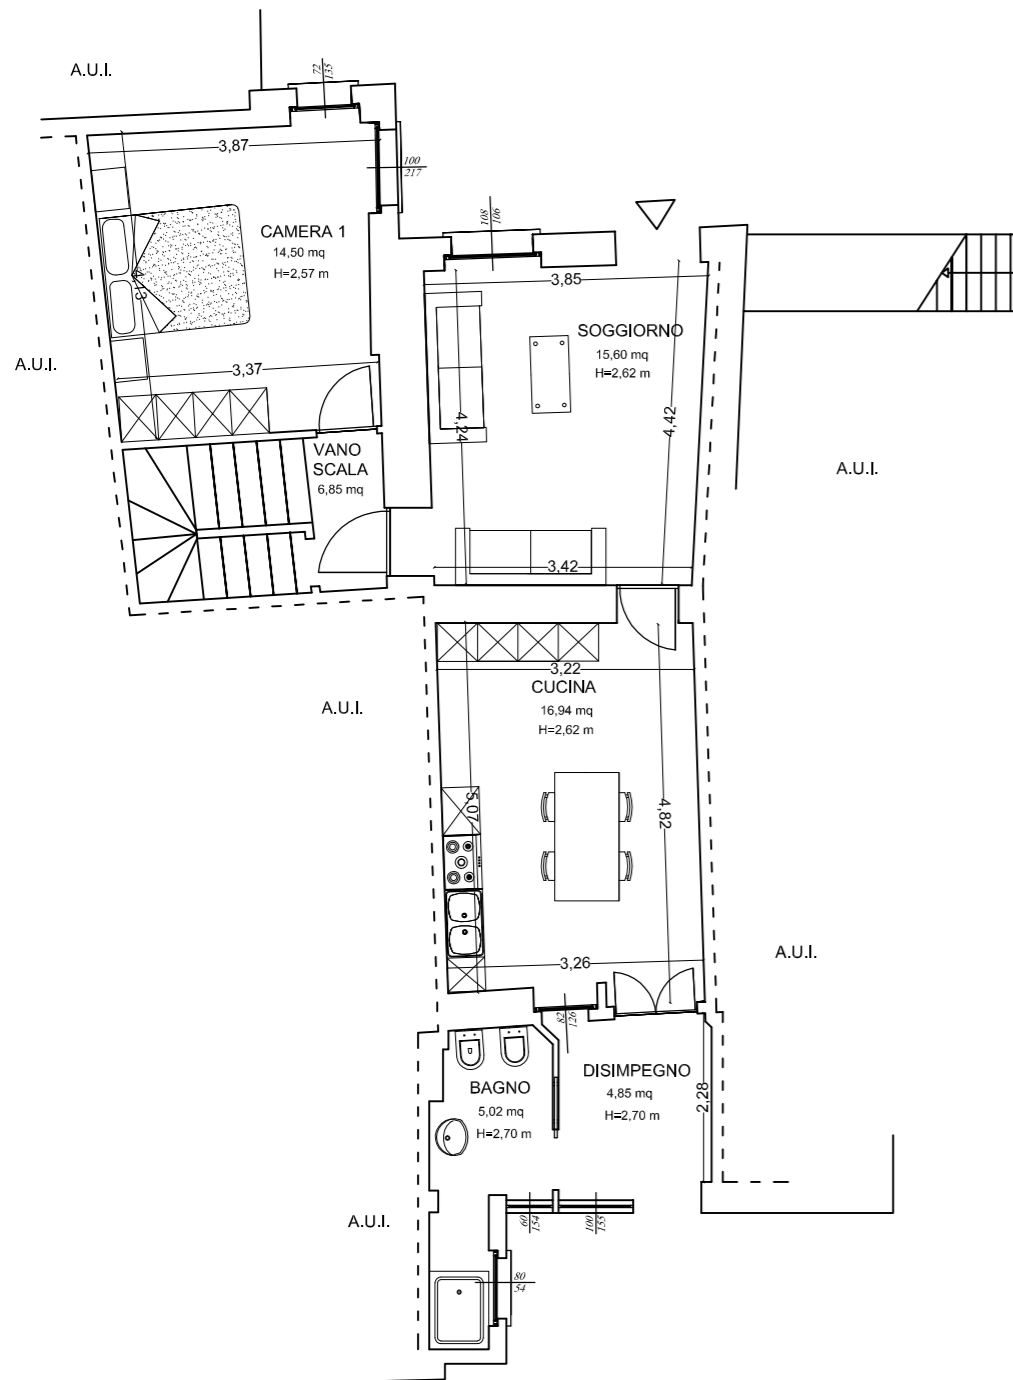 A.U.I.
72
135
3,87
100
217
CAMERA 1
14,50 mq
H=2,57 m
4,13
108
106
3,85
SOGGIORNO
15,60 mq
H=2,62 m
A.U.I.
3,37
4,24
4,42
VANO
SCALA
6,85 mq
A.U.I.
3,42
3,22
CUCINA
16,94 mq
H=2,62 m
A.U.I.
5,07
4,82
3,26
A.U.I.
82
126
DISIMPEGNO
4,85 mq
H=2,70 m
BAGNO
5,02 mq
H=2,70 m
2,28
A.U.I.
60
154
100
155
80
54